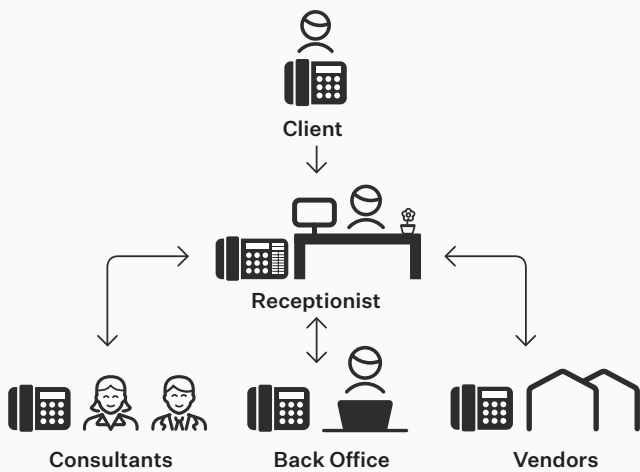 Client
Receptionist
Consultants
Back Office
Vendors